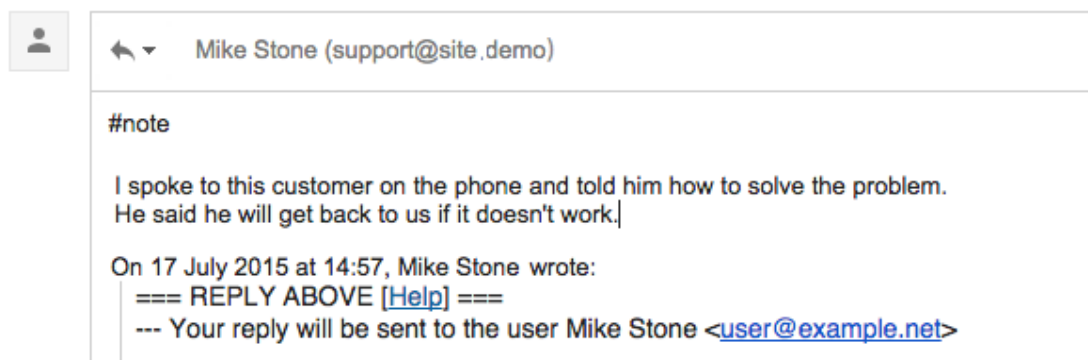 Mike Stone (support@site.demo)
#note
I spoke to this customer on the phone and told him how to solve the problem.
He said he will get back to us if it doesn't work.
On 17 July 2015 at 14:57, Mike Stone wrote:
=== REPLY ABOVE [Help] ===
--- Your reply will be sent to the user Mike Stone <user@example.net>